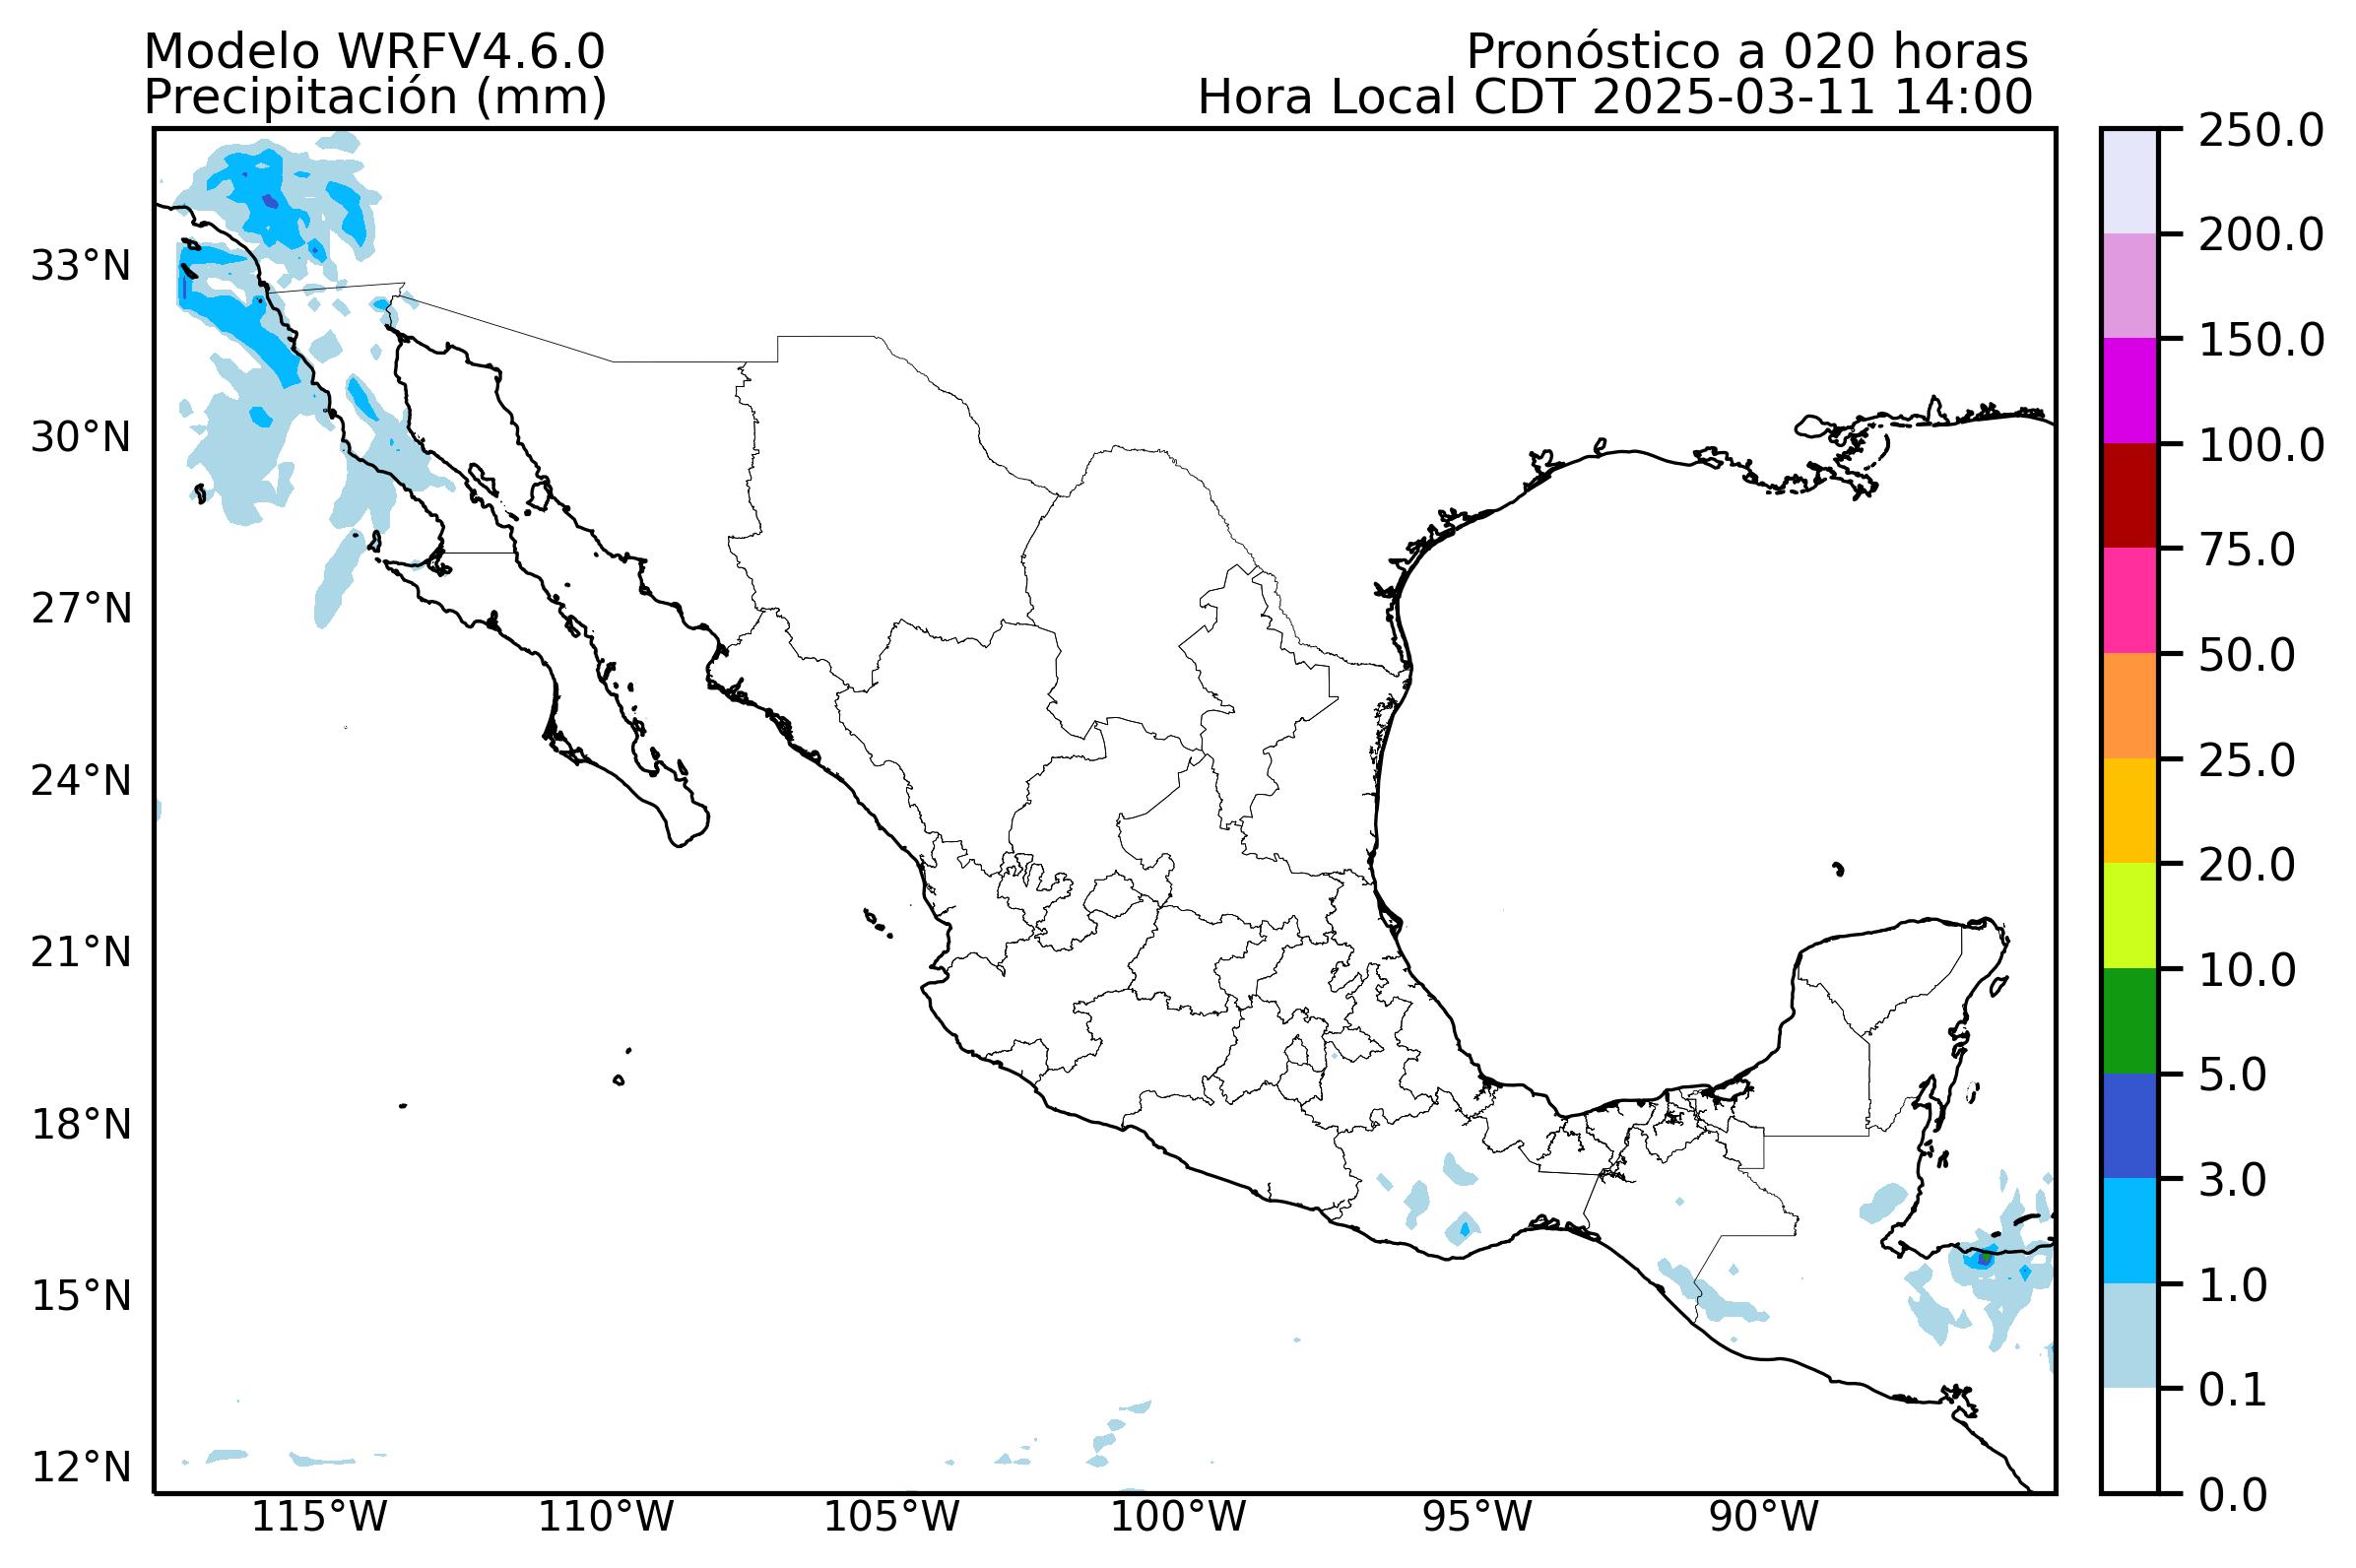 Modelo WRFV4.6.0
Pronóstico a 020 horas
Precipitación (mm)
Hora Local CDT 2025-03-11 14:00
33°N
30°N
27°N
24°N
21°N
18°N
15°N
12°N
115°W
110°W
105°W
100°W
95°W
90°W
250.0
200.0
150.0
100.0
75.0
50.0
25.0
20.0
10.0
5.0
3.0
1.0
0.1
0.0